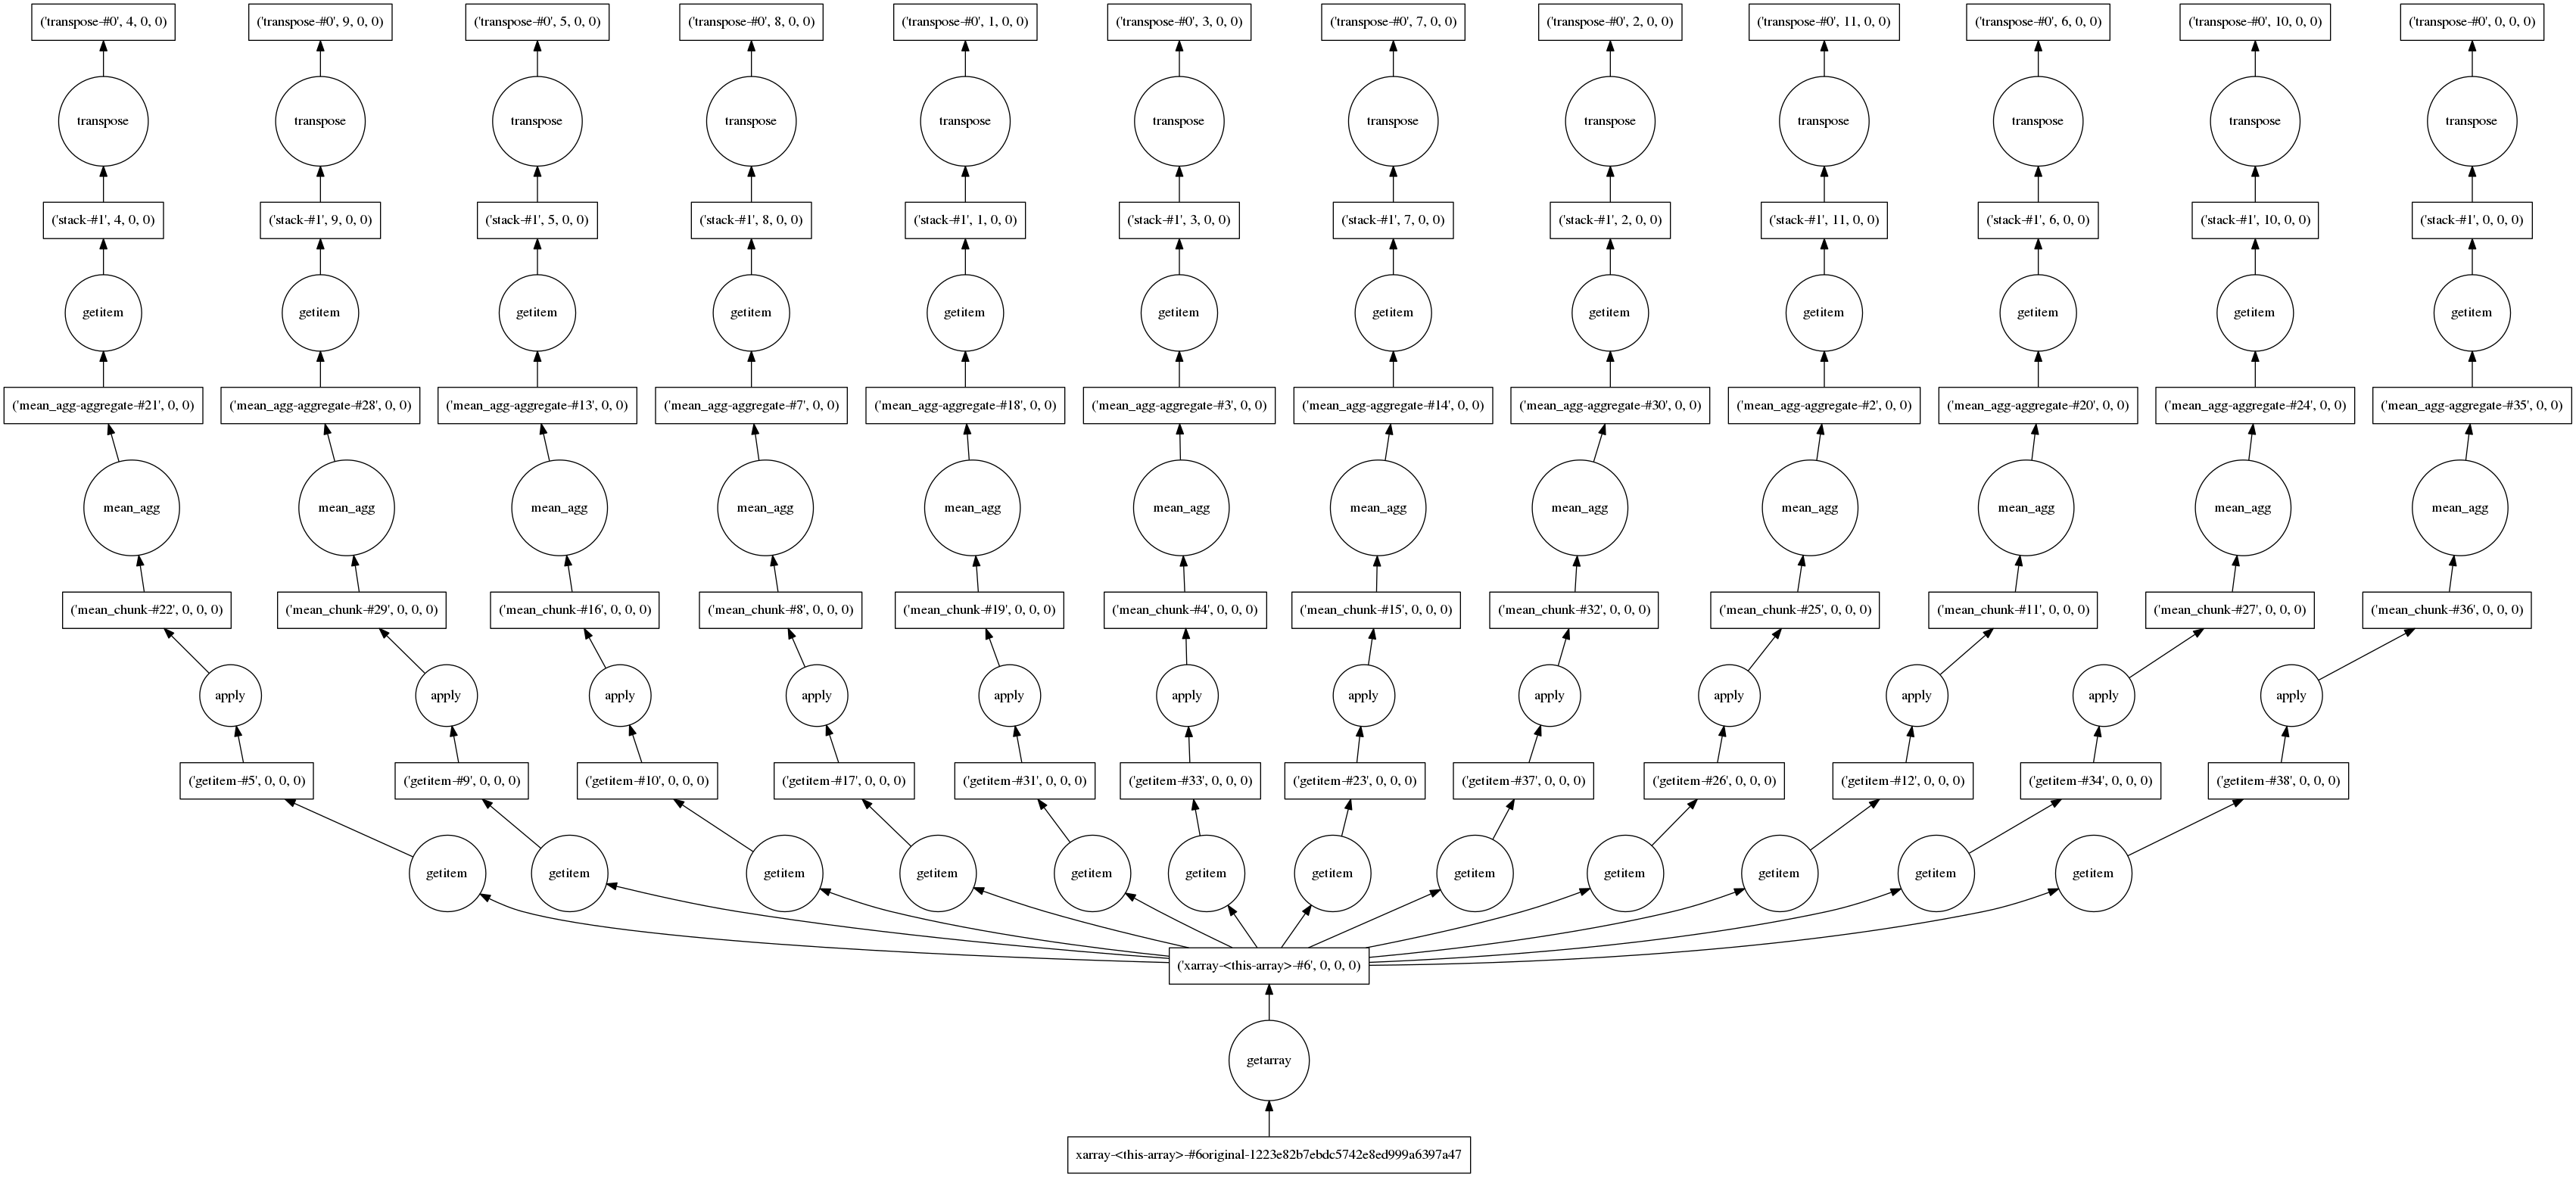 ('transpose-#0', 4, 0, 0) ('transpose-#0', 9, 0, 0) ('transpose-#0', 5, 0, 0) ('transpose-#0', 8, 0, 0) ('transpose-#0', 1, 0, 0) ('transpose-#0', 3, 0, 0) ('transpose-#0', 7, 0, 0) ('transpose-#0', 2, 0, 0) ('transpose-#0', 11, 0, 0) ('transpose-#0', 6, 0, 0) ('transpose-#0', 10, 0, 0) ('transpose-#0', 0, 0, 0)
transpose transpose transpose transpose transpose transpose transpose transpose transpose transpose transpose transpose
('stack-#1', 4, 0, 0) ('stack-#1', 9, 0, 0) ('stack-#1', 5, 0, 0) ('stack-#1', 8, 0, 0) ('stack-#1', 1, 0, 0) ('stack-#1', 3, 0, 0) ('stack-#1', 7, 0, 0) ('stack-#1', 2, 0, 0) ('stack-#1', 11, 0, 0) ('stack-#1', 6, 0, 0) ('stack-#1', 10, 0, 0) ('stack-#1', 0, 0, 0)
getitem getitem getitem getitem getitem getitem getitem getitem getitem getitem getitem getitem
('mean_agg-aggregate-#21', 0, 0) ('mean_agg-aggregate-#28', 0, 0) ('mean_agg-aggregate-#13', 0, 0) ('mean_agg-aggregate-#7', 0, 0) ('mean_agg-aggregate-#18', 0, 0) ('mean_agg-aggregate-#3', 0, 0) ('mean_agg-aggregate-#14', 0, 0) ('mean_agg-aggregate-#30', 0, 0) ('mean_agg-aggregate-#2', 0, 0) ('mean_agg-aggregate-#20', 0, 0) ('mean_agg-aggregate-#24', 0, 0) ('mean_agg-aggregate-#35', 0, 0)
mean_agg mean_agg mean_agg mean_agg mean_agg mean_agg mean_agg mean_agg mean_agg mean_agg mean_agg mean_agg
('mean_chunk-#22', 0, 0, 0) ('mean_chunk-#29', 0, 0, 0) ('mean_chunk-#16', 0, 0, 0) ('mean_chunk-#8', 0, 0, 0) ('mean_chunk-#19', 0, 0, 0) ('mean_chunk-#4', 0, 0, 0) ('mean_chunk-#15', 0, 0, 0) ('mean_chunk-#32', 0, 0, 0) ('mean_chunk-#25', 0, 0, 0) ('mean_chunk-#11', 0, 0, 0) ('mean_chunk-#27', 0, 0, 0) ('mean_chunk-#36', 0, 0, 0)
apply apply apply apply apply apply apply apply apply apply apply apply
('getitem-#5', 0, 0, 0) ('getitem-#9', 0, 0, 0) ('getitem-#10', 0, 0, 0) ('getitem-#17', 0, 0, 0) ('getitem-#31', 0, 0, 0) ('getitem-#33', 0, 0, 0) ('getitem-#23', 0, 0, 0) ('getitem-#37', 0, 0, 0) ('getitem-#26', 0, 0, 0) ('getitem-#12', 0, 0, 0) ('getitem-#34', 0, 0, 0) ('getitem-#38', 0, 0, 0)
getitem getitem getitem getitem getitem getitem getitem getitem getitem getitem getitem getitem
('xarray-<this-array>-#6', 0, 0, 0)
getarray
xarray-<this-array>-#6original-1223e82b7ebdc5742e8ed999a6397a47